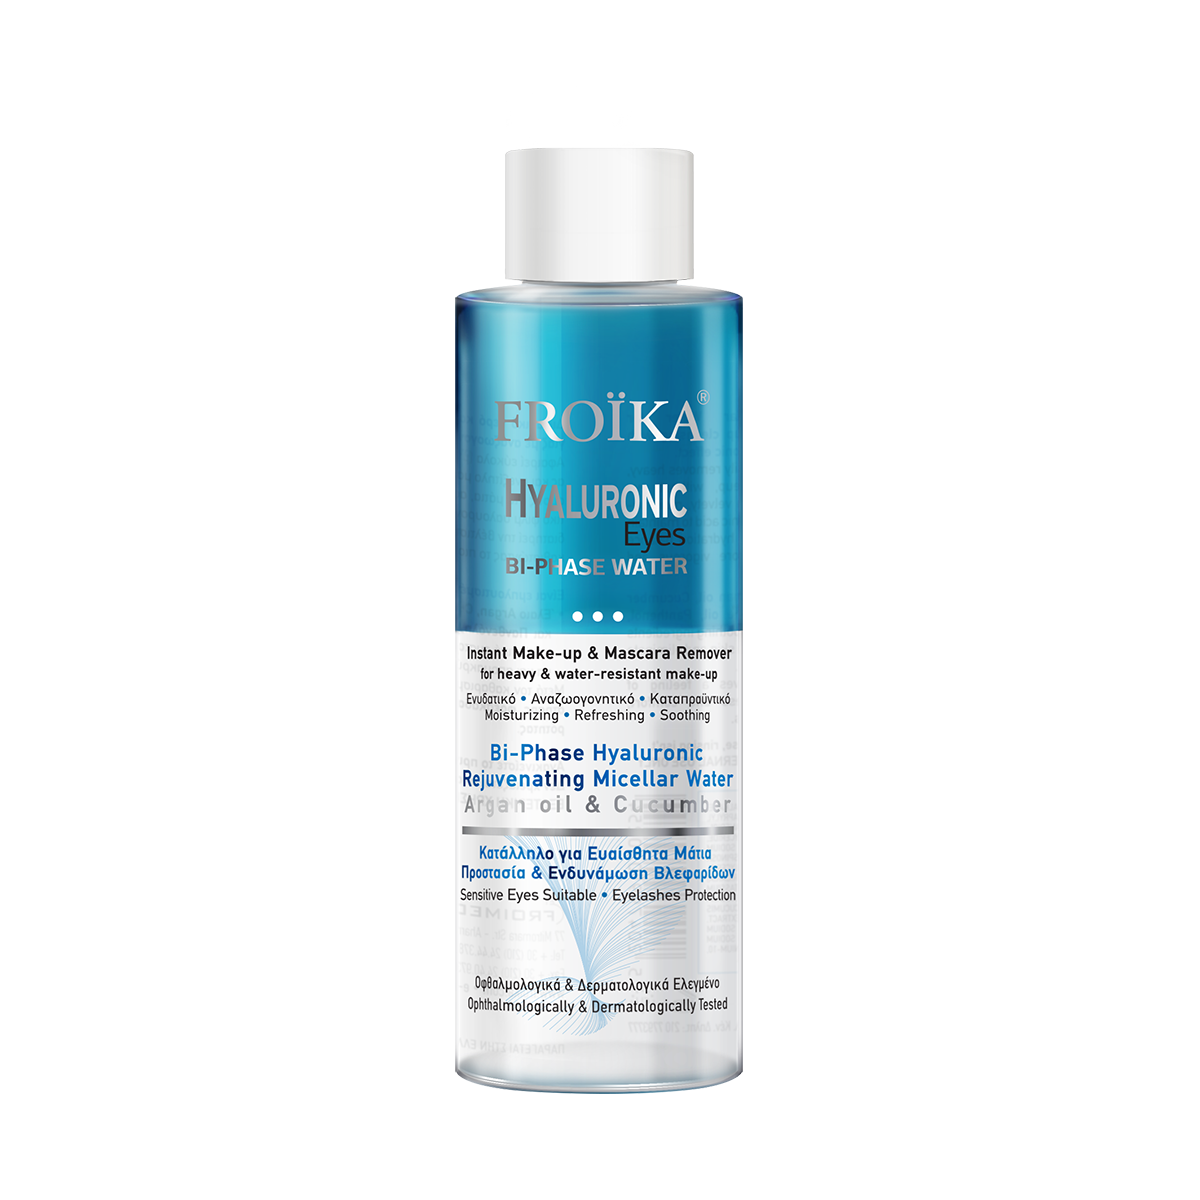 FROÏKA®
HYALURONIC
Eyes
BI-PHASE WATER
Instant Make-up & Mascara Remover
for heavy & water-resistant make-up
Ενυδατικό • Αναζωογονητικό • Καταπραϋντικό
Moisturizing • Refreshing • Soothing
Bi-Phase Hyaluronic
Rejuvenating Micellar Water
Argan oil & Cucumber
Κατάλληλο για Ευαίσθητα Μάτια
Προστασία & Ενδυνάμωση Βλεφαρίδων
Sensitive Eyes Suitable • Eyelashes Protection
Οφθαλμολογικά & Δερματολογικά Ελεγμένο
Ophthalmologically & Dermatologically Tested